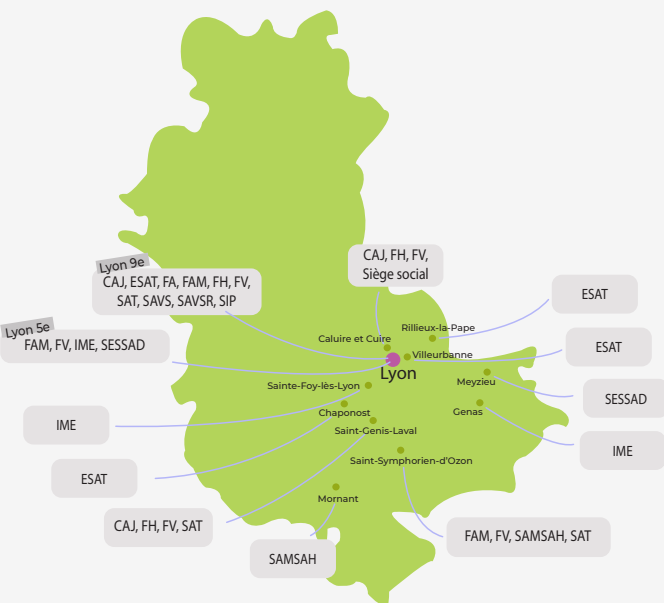 CAJ, FH, FV,
Siège social
Lyon 9e
CAJ, ESAT, FA, FAM, FH, FV,
SAT, SAVS, SAVSR, SIP
ESAT
Lyon 5e
FAM, FV, IME, SESSAD
Rillieux-la-Pape
Caluire et Cuire
ESAT
Villeurbanne
Lyon
Meyzieu
Sainte-Foy-lès-Lyon
SESSAD
Chaponost
Genas
IME
Saint-Genis-Laval
IME
Saint-Symphorien-d'Ozon
ESAT
Mornant
CAJ, FH, FV, SAT
FAM, FV, SAMSAH, SAT
SAMSAH